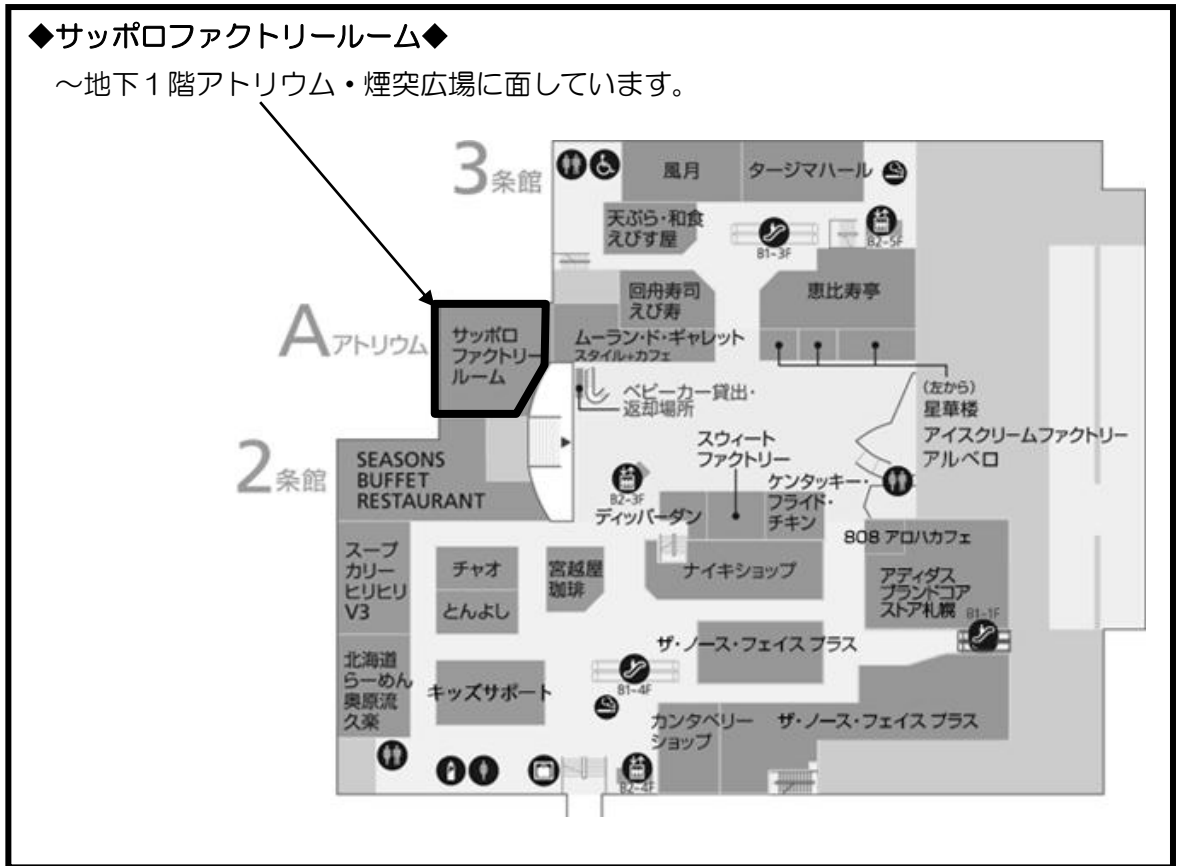 ◆サッポロファクトリールーム◆
～地下１階アトリウム・煙突広場に面しています。
3条館
風月
タージマハール
天ぷら・和食
えびす屋
B1-3F
B2-5F
回舟寿司
えび寿
恵比寿亭
Aアトリウム
サッポロ
ファクトリー
ルーム
ムーラン・ド・ギャレット
スタイル+カフェ
ベビーカー貸出・
返却場所
(左から)
星華楼
アイスクリームファクトリー
アルベロ
2条館
SEASONS
BUFFET
RESTAURANT
スウィート
ファクトリー
B2-3F
ディッパーダン
ケンタッキー・
フライド・
チキン
808 アロハカフェ
スープ
カリー
ヒリヒリ
V3
チャオ
とんよし
宮越屋
珈琲
ナイキショップ
アディダス
ブランドコア
ストア札幌
B1-1F
北海道
らーめん
奥原流
久楽
キッズサポート
B1-4F
ザ・ノース・フェイス プラス
カンタベリー
ショップ
ザ・ノース・フェイス プラス
B2-4F